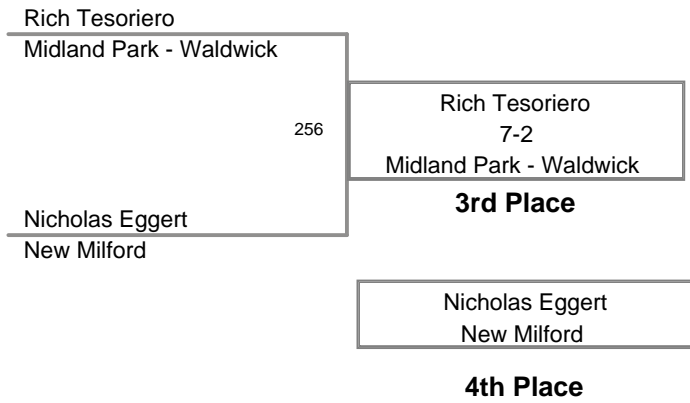 Rich Tesoriero
Midland Park - Waldwick
256
Rich Tesoriero
7-2
Midland Park - Waldwick
3rd Place
Nicholas Eggert
New Milford
Nicholas Eggert
New Milford
4th Place